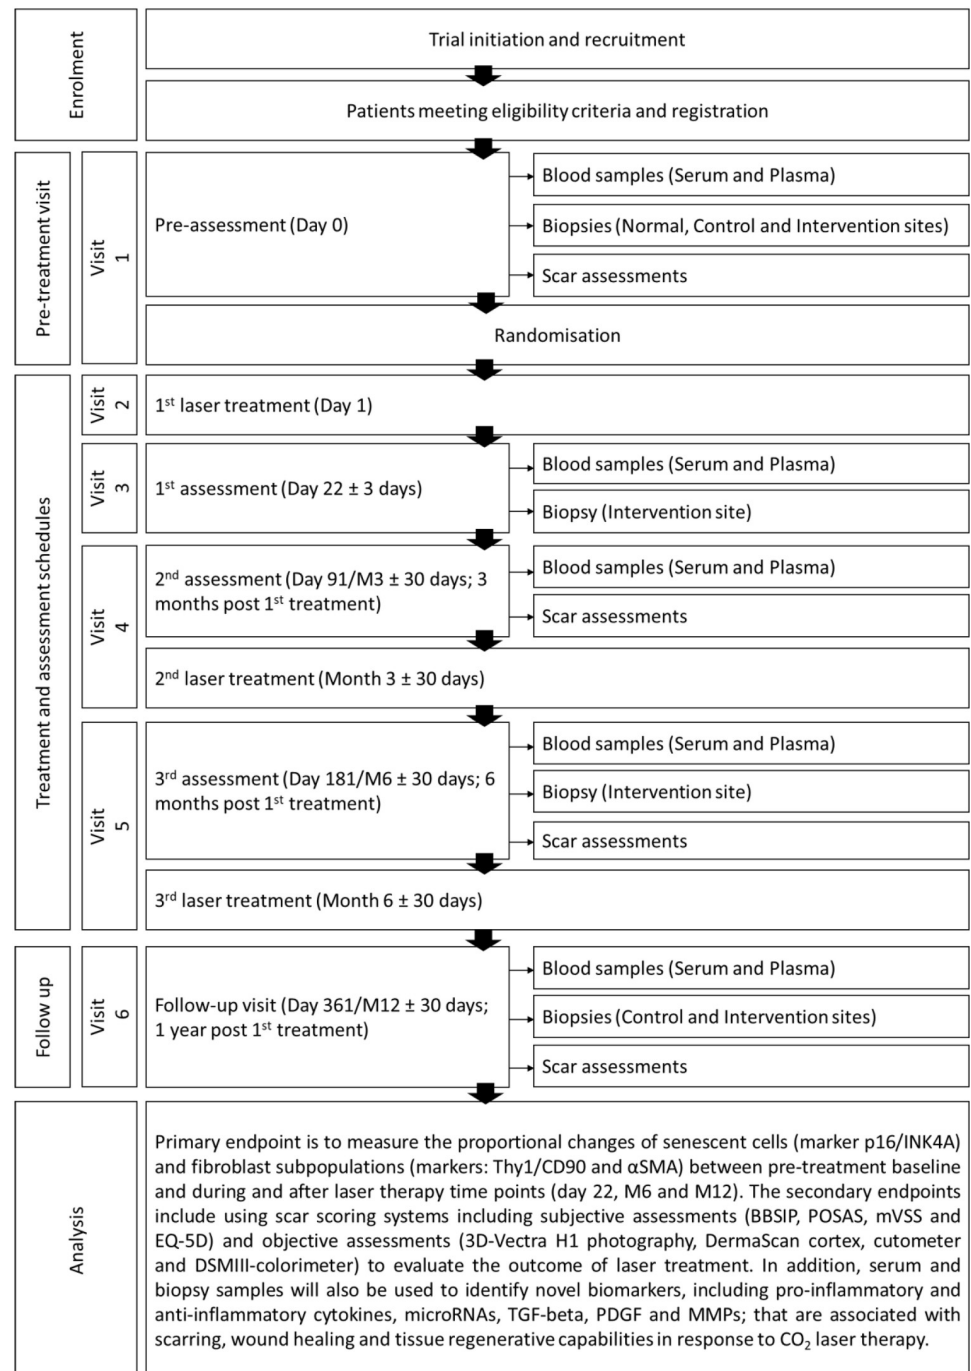 Enrolment
Trial initiation and recruitment
Patients meeting eligibility criteria and registration
Pre-treatment visit
Visit
1
Pre-assessment (Day 0)
Blood samples (Serum and Plasma)
Biopsies (Normal, Control and Intervention sites)
Scar assessments
Randomisation
Treatment and assessment schedules
Visit
2
1st laser treatment (Day 1)
Visit
3
1st assessment (Day 22 ± 3 days)
Blood samples (Serum and Plasma)
Biopsy (Intervention site)
Visit
4
2nd assessment (Day 91/M3 ± 30 days; 3
months post 1st treatment)
Blood samples (Serum and Plasma)
Scar assessments
2nd laser treatment (Month 3 ± 30 days)
Visit
5
3rd assessment (Day 181/M6 ± 30 days; 6
months post 1st treatment)
Blood samples (Serum and Plasma)
Biopsy (Intervention site)
Scar assessments
3rd laser treatment (Month 6 ± 30 days)
Follow up
Visit
6
Follow-up visit (Day 361/M12 ± 30 days;
1 year post 1st treatment)
Blood samples (Serum and Plasma)
Biopsies (Control and Intervention sites)
Scar assessments
Analysis
Primary endpoint is to measure the proportional changes of senescent cells (marker p16/INK4A)
and fibroblast subpopulations (markers: Thy1/CD90 and αSMA) between pre-treatment baseline
and during and after laser therapy time points (day 22, M6 and M12). The secondary endpoints
include using scar scoring systems including subjective assessments (BBSIP, POSAS, mVSS and
EQ-5D) and objective assessments (3D-Vectra H1 photography, DermaScan cortex, cutometer
and DSMIII-colorimeter) to evaluate the outcome of laser treatment. In addition, serum and
biopsy samples will also be used to identify novel biomarkers, including pro-inflammatory and
anti-inflammatory cytokines, microRNAs, TGF-beta, PDGF and MMPs; that are associated with
scarring, wound healing and tissue regenerative capabilities in response to CO₂ laser therapy.